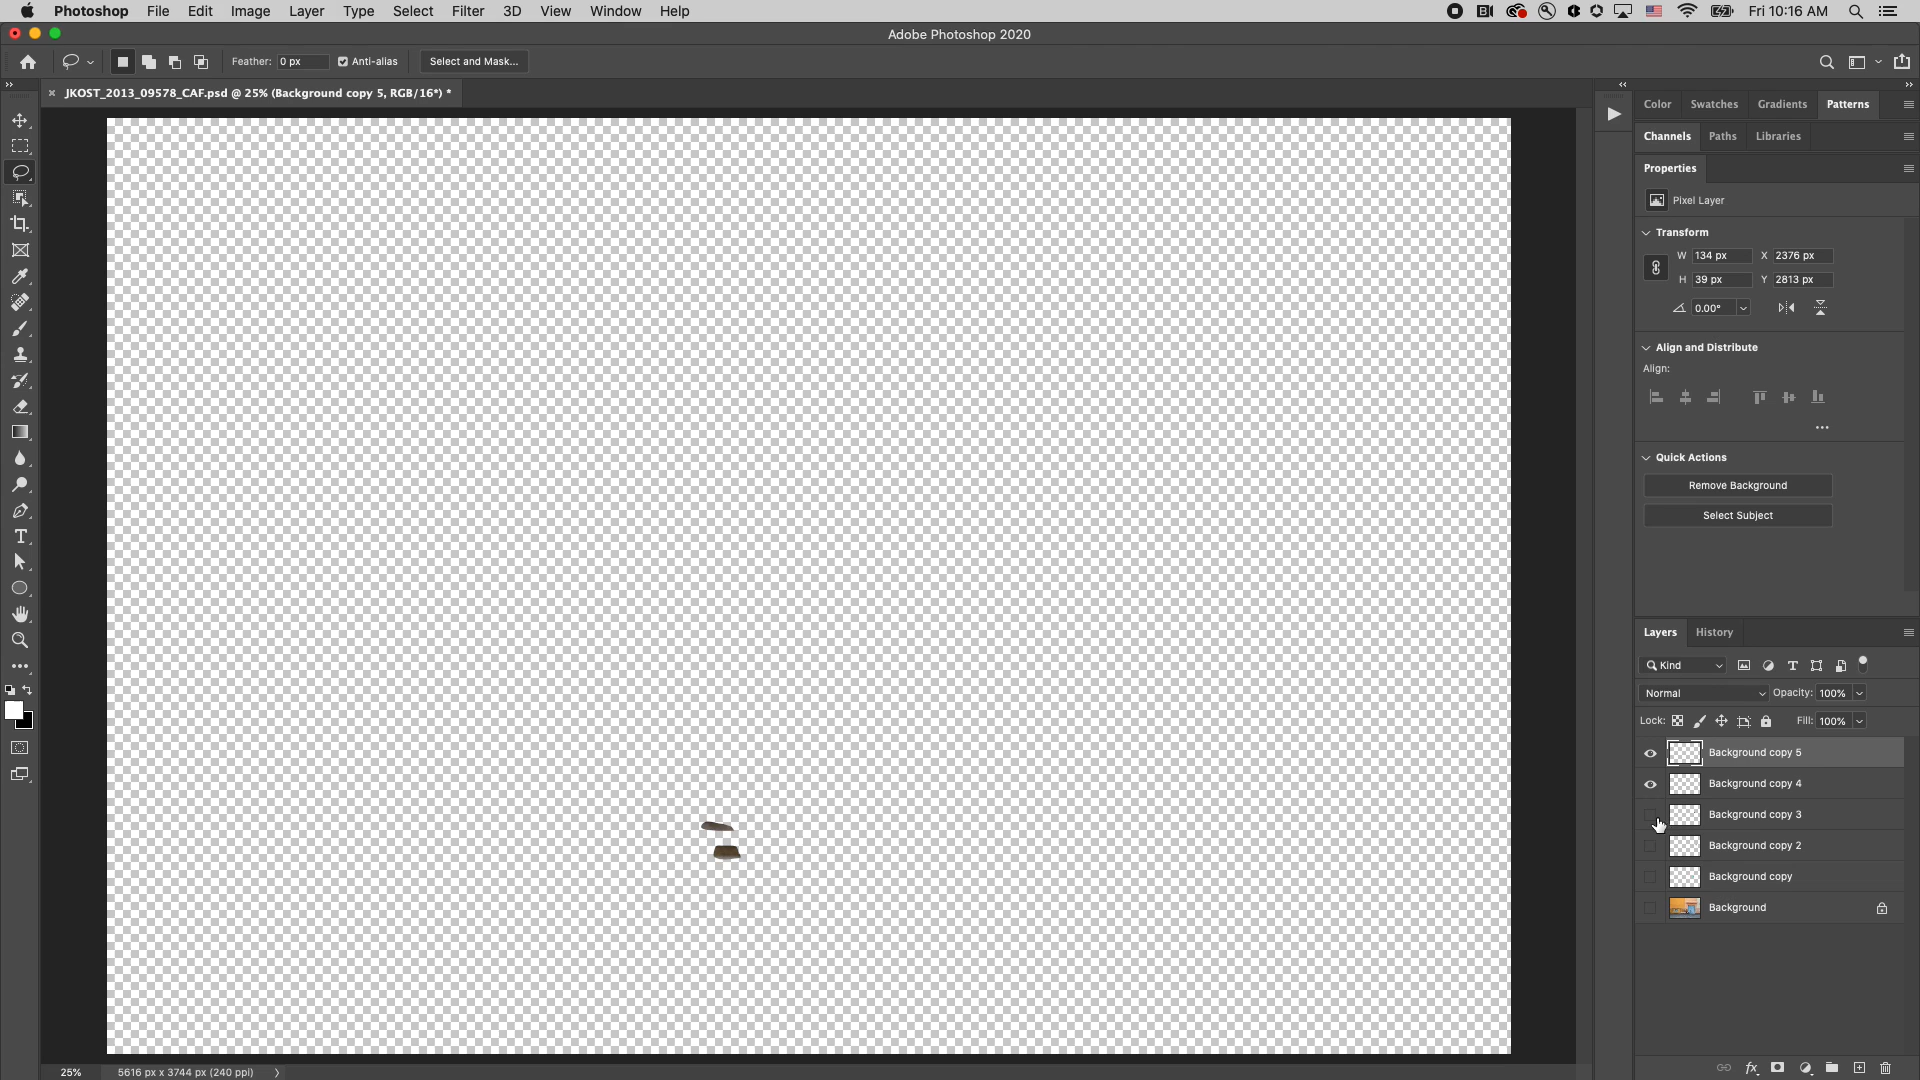 Photoshop File Edit Image Layer Type Select Filter 3D View Window Help Fri 10:16 AM
Adobe Photoshop 2020
Feather: 0 px Anti-alias Select and Mask...
× JKOST_2013_09578_CAF.psd @ 25% (Background copy 5, RGB/16*) *
Color Swatches Gradients Patterns
Channels Paths Libraries
Properties
Pixel Layer
Transform
W 134 px X 2376 px
H 39 px Y 2813 px
0.00°
Align and Distribute
Align:
Quick Actions
Remove Background
Select Subject
Layers History
Kind
Normal Opacity: 100%
Lock: Fill: 100%
Background copy 5
Background copy 4
Background copy 3
Background copy 2
Background copy
Background
fx
25% 5616 px x 3744 px (240 ppi)